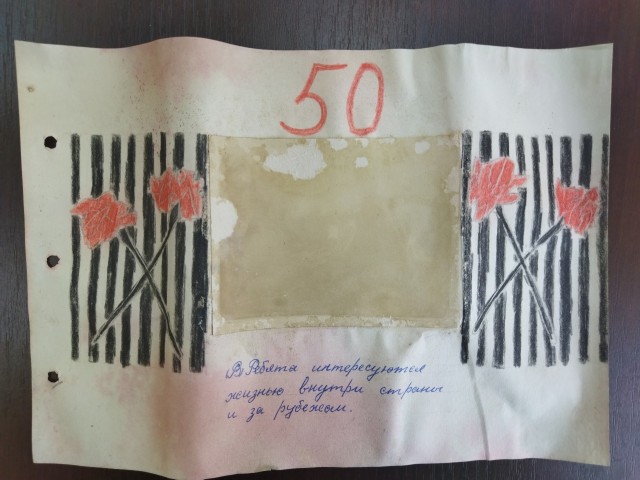 50
В) Ребята интересуются
жизнью внутри страны
и за рубежом.